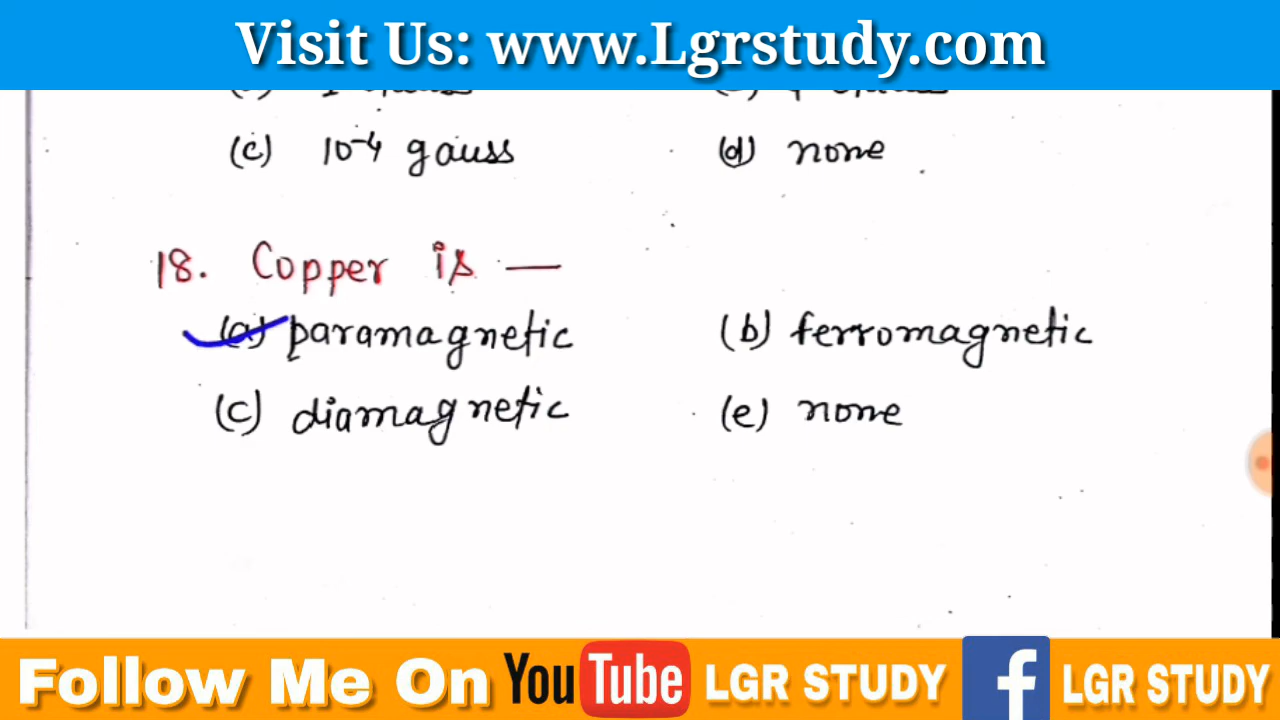 Visit Us: www.Lgrstudy.com
(c) 10-4 gauss (d) none
18. Copper is —
(a) paramagnetic (b) ferromagnetic
(c) diamagnetic (e) none
Follow Me On YouTube LGR STUDY f LGR STUDY